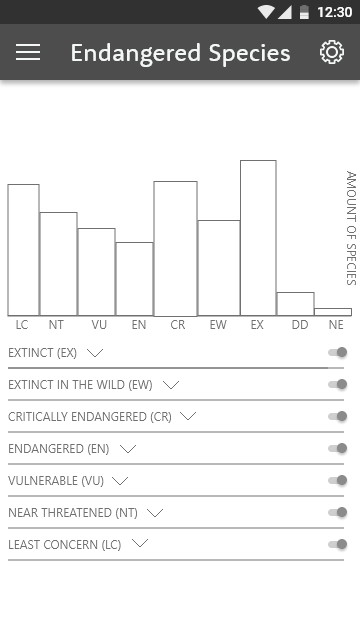 12:30
Endangered Species
AMOUNT OF SPECIES
LC NT VU EN CR EW EX DD NE
EXTINCT (EX)
EXTINCT IN THE WILD (EW)
CRITICALLY ENDANGERED (CR)
ENDANGERED (EN)
VULNERABLE (VU)
NEAR THREATENED (NT)
LEAST CONCERN (LC)